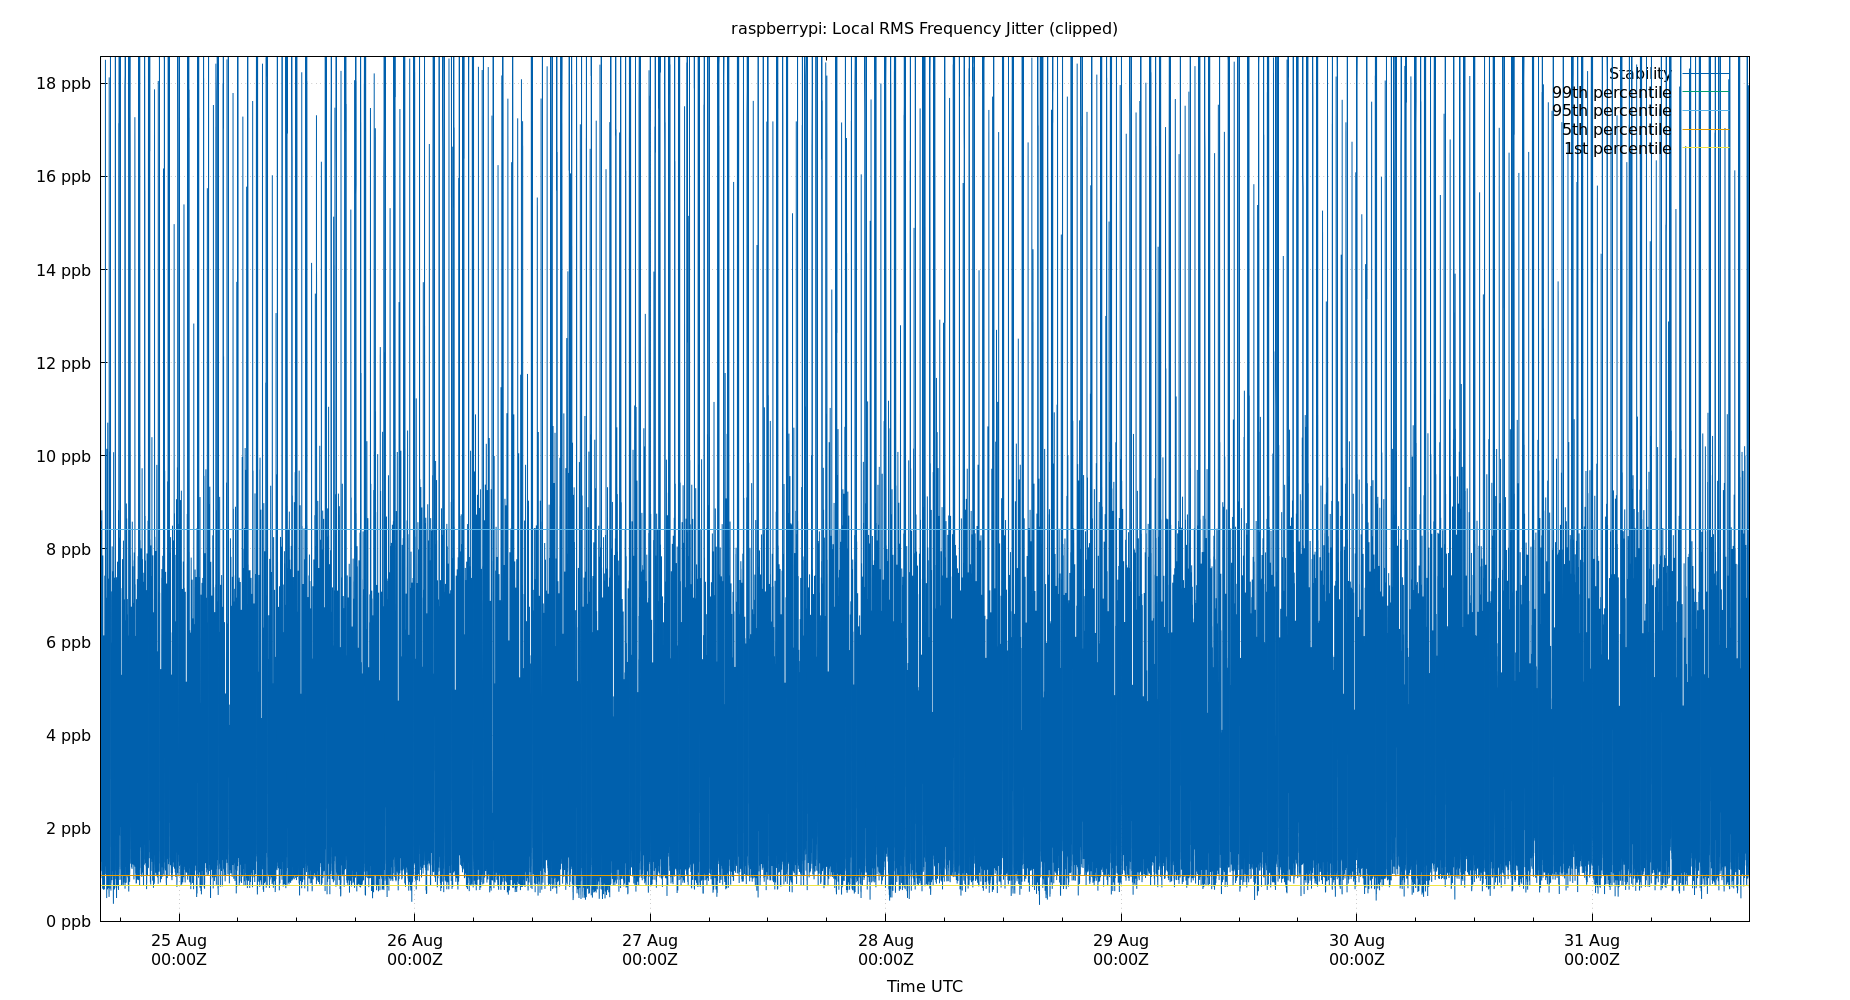 raspberrypi: Local RMS Frequency Jitter (clipped)
18 ppb
16 ppb
14 ppb
12 ppb
10 ppb
8 ppb
6 ppb
4 ppb
2 ppb
0 ppb
Stability
99th percentile
95th percentile
5th percentile
1st percentile
25 Aug
00:00Z
26 Aug
00:00Z
27 Aug
00:00Z
28 Aug
00:00Z
29 Aug
00:00Z
30 Aug
00:00Z
31 Aug
00:00Z
Time UTC